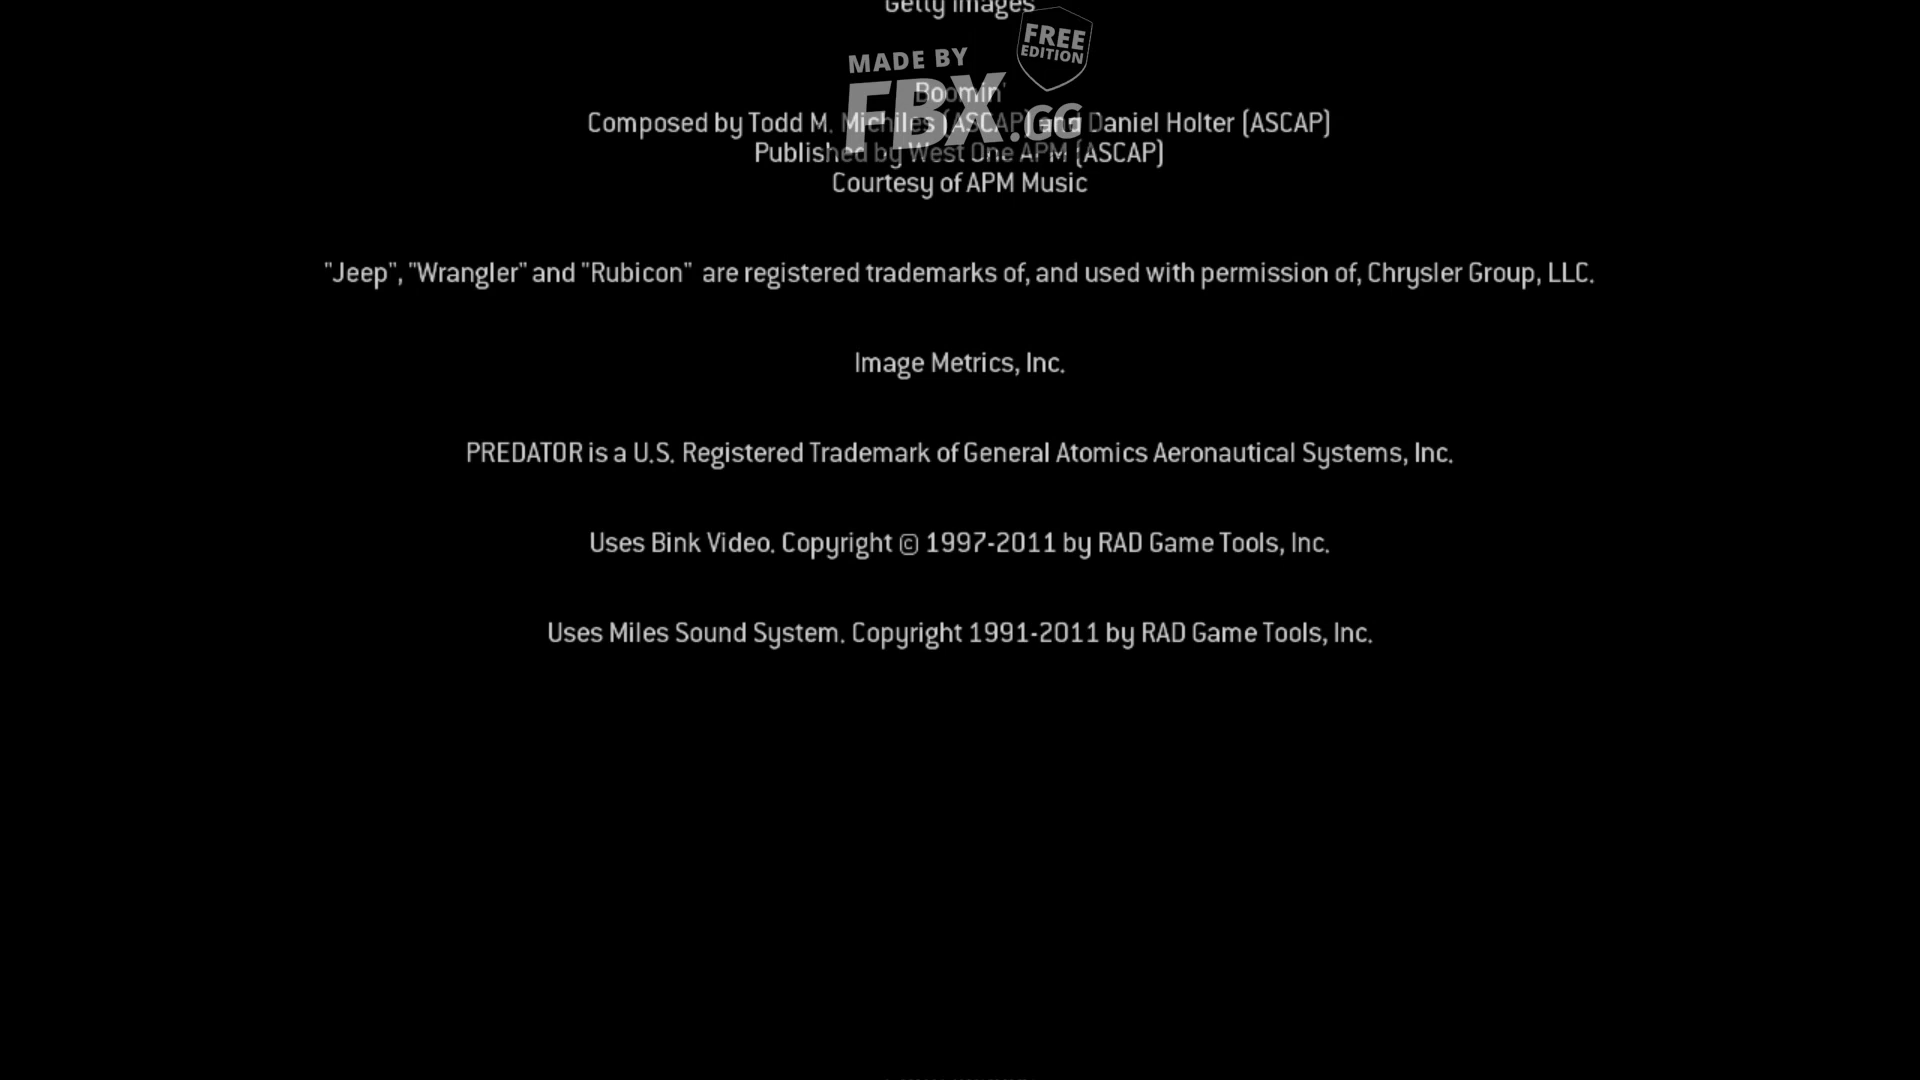 Getty Images
MADE BY
FBX.GG
FREE
EDITION
Boomin'
Composed by Todd M. Michiles (ASCAP) and Daniel Holter (ASCAP)
Published by West One APM (ASCAP)
Courtesy of APM Music
"Jeep", "Wrangler" and "Rubicon" are registered trademarks of, and used with permission of, Chrysler Group, LLC.
Image Metrics, Inc.
PREDATOR is a U.S. Registered Trademark of General Atomics Aeronautical Systems, Inc.
Uses Bink Video. Copyright © 1997-2011 by RAD Game Tools, Inc.
Uses Miles Sound System. Copyright 1991-2011 by RAD Game Tools, Inc.